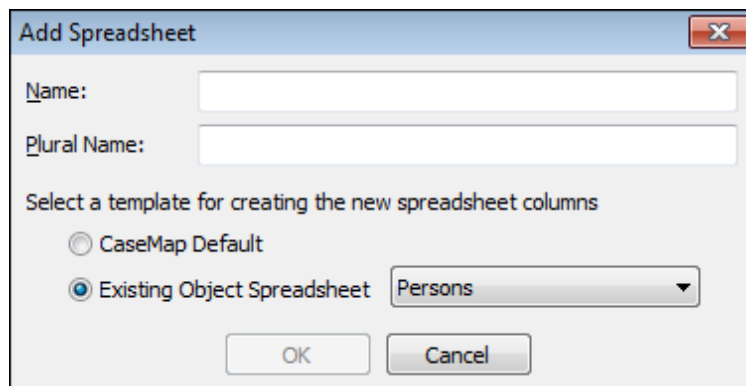 Add Spreadsheet
Name:
Plural Name:
Select a template for creating the new spreadsheet columns
CaseMap Default
Existing Object Spreadsheet Persons
OK Cancel